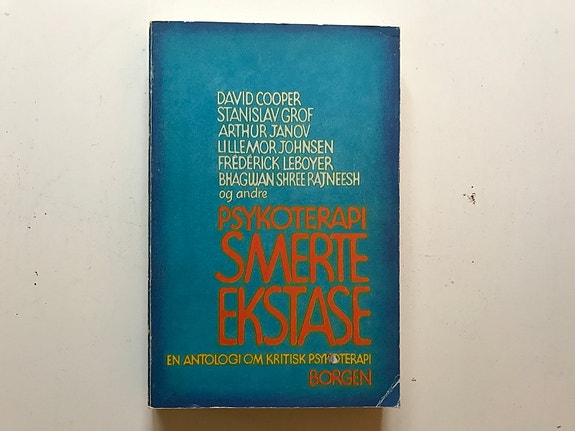 DAVID COOPER
STANISLAV GROF
ARTHUR JANOV
LILLEMOR JOHNSEN
FRÉDÉRICK LEBOYER
BHAGWAN SHREE RAJNEESH
og andre
PSYKOTERAPI
SMERTE
EKSTASE
EN ANTOLOGI OM KRITISK PSYKOTERAPI
BORGEN